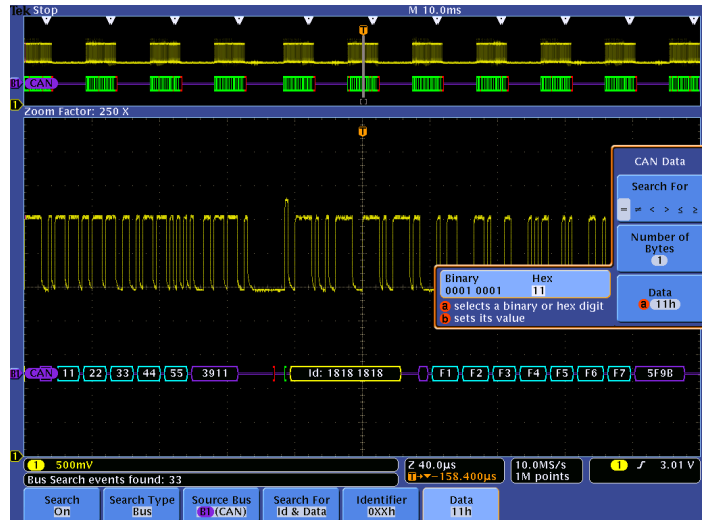 Tek Stop M 10.0ms
T
B1 CAN
1
Zoom Factor: 250 X
T
CAN Data
Search For
= ≠ < > ≤ ≥
Number of
Bytes
1
Binary Hex
0001 0001 11
a selects a binary or hex digit
b sets its value
Data
a 11h
B1 CAN 11 22 33 44 55 3911 Id: 1818 1818 F1 F2 F3 F4 F5 F6 F7 5F9B
1
1 500mV
Z 40.0µs
T→▼-158.400µs
10.0MS/s
1M points
1 ∫ 3.01 V
Bus Search events found: 33
Search
On
Search Type
Bus
Source Bus
B1 (CAN)
Search For
Id & Data
Identifier
0XXh
Data
11h